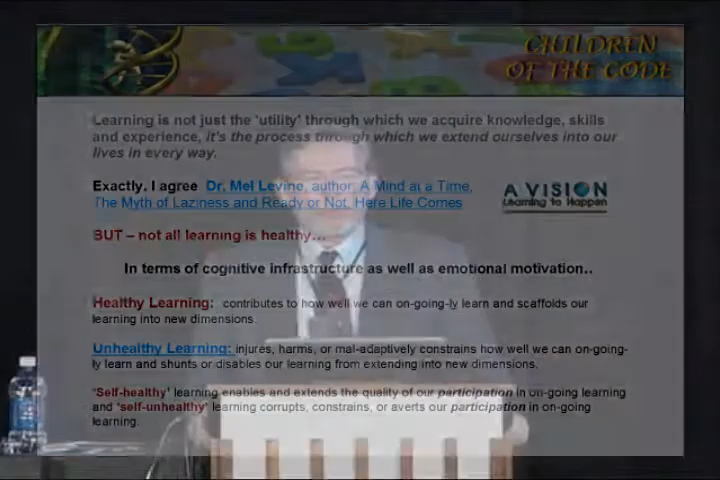 CHILDREN
OF THE CODE
Learning is not just the 'utility' through which we acquire knowledge, skills
and experience, it's the process through which we extend ourselves into our
lives in every way.
Exactly. I agree Dr. Mel Levine, author, A Mind at a Time,
The Myth of Laziness and Ready or Not, Here Life Comes
A VISION
Learning to Happen
BUT – not all learning is healthy…
In terms of cognitive infrastructure as well as emotional motivation..
Healthy Learning: contributes to how well we can on-going-ly learn and scaffolds our
learning into new dimensions.
Unhealthy Learning: injures, harms, or mal-adaptively constrains how well we can on-going-
ly learn and shunts or disables our learning from extending into new dimensions.
'Self-healthy' learning enables and extends the quality of our participation in on-going learning
and 'self-unhealthy' learning corrupts, constrains, or averts our participation in on-going
learning.